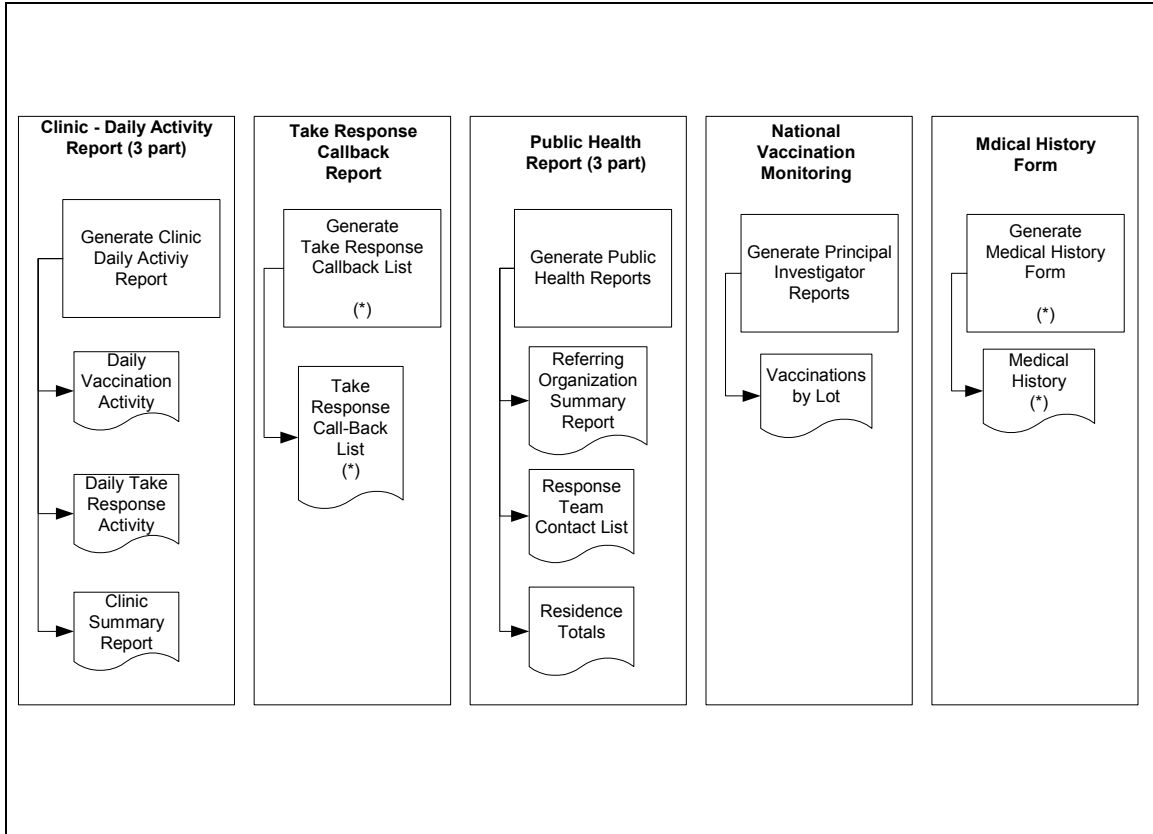 Clinic - Daily Activity
Report (3 part)
Generate Clinic
Daily Activiy
Report
Daily
Vaccination
Activity
Daily Take
Response
Activity
Clinic
Summary
Report
Take Response
Callback
Report
Generate
Take Response
Callback List
(*)
Take
Response
Call-Back
List
(*)
Public Health
Report (3 part)
Generate Public
Health Reports
Referring
Organization
Summary
Report
Response
Team
Contact List
Residence
Totals
National
Vaccination
Monitoring
Generate Principal
Investigator
Reports
Vaccinations
by Lot
Mdical History
Form
Generate
Medical History
Form
(*)
Medical
History
(*)